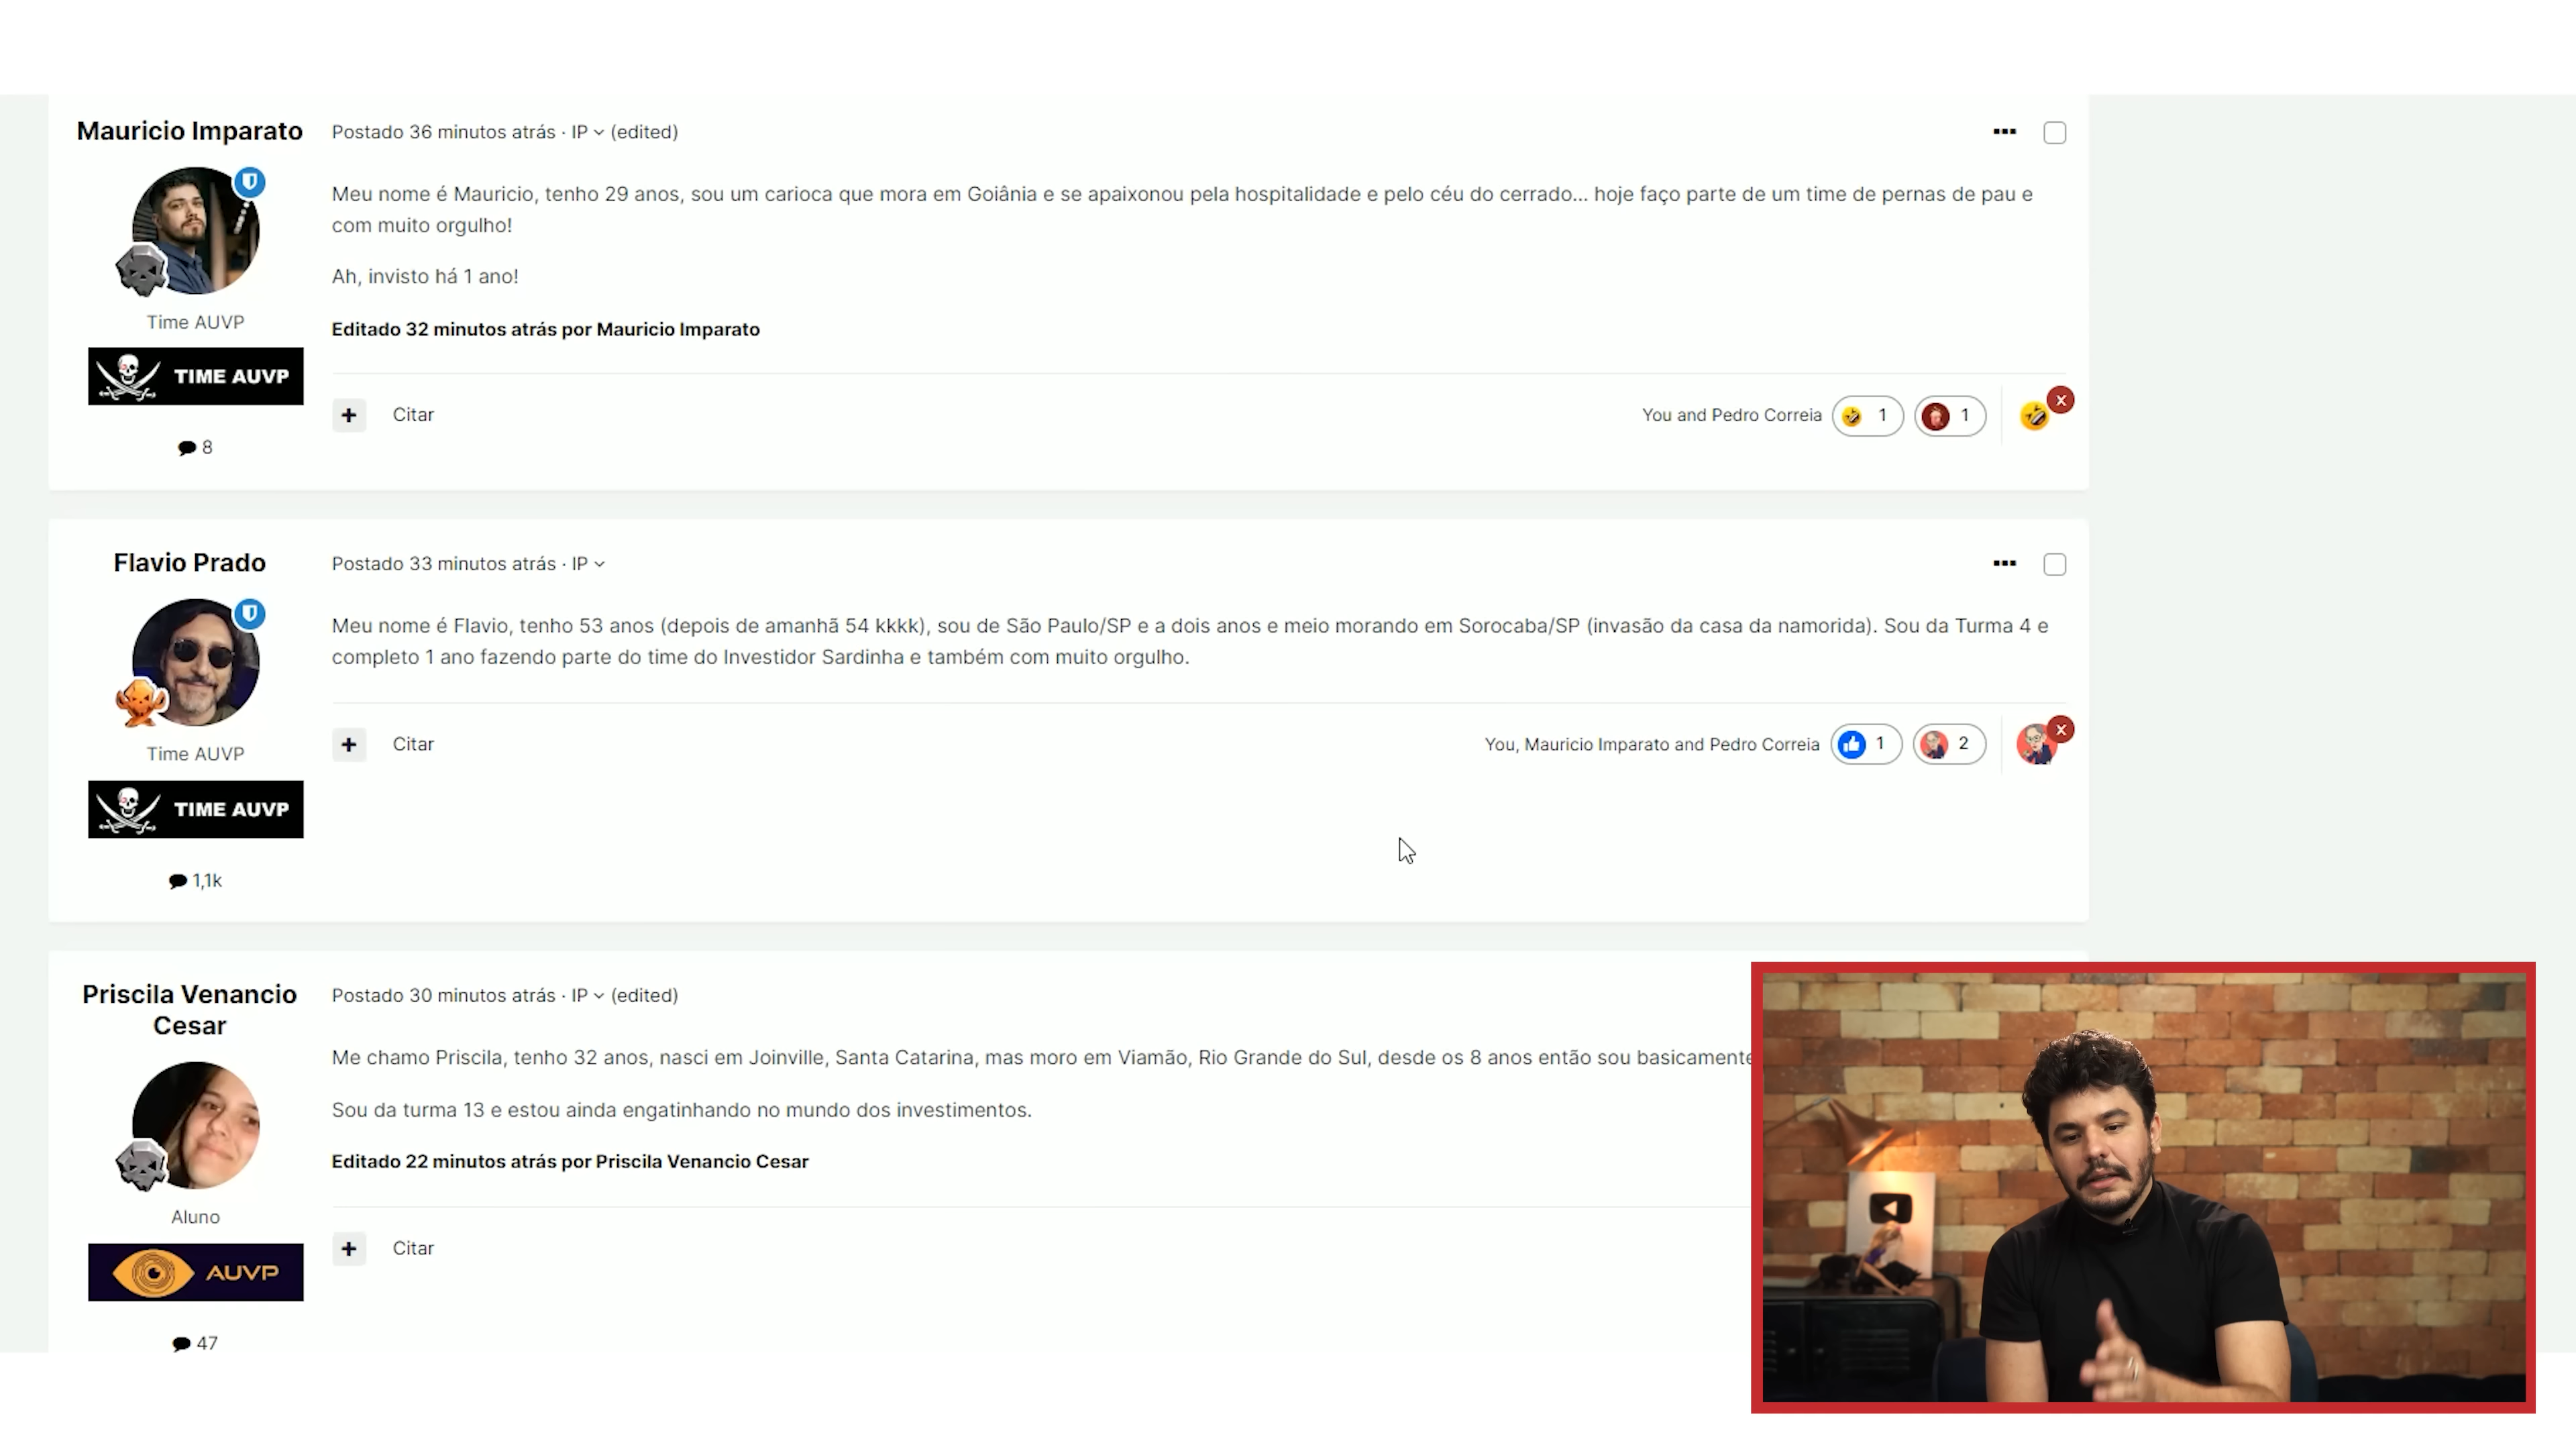 Mauricio Imparato
Postado 36 minutos atrás · IP (edited)
Meu nome é Mauricio, tenho 29 anos, sou um carioca que mora em Goiânia e se apaixonou pela hospitalidade e pelo céu do cerrado... hoje faço parte de um time de pernas de pau e
com muito orgulho!
Ah, invisto há 1 ano!
Editado 32 minutos atrás por Mauricio Imparato
Time AUVP
TIME AUVP
8
+ Citar
You and Pedro Correia 1 1 x
Flavio Prado
Postado 33 minutos atrás · IP
Meu nome é Flavio, tenho 53 anos (depois de amanhã 54 kkkk), sou de São Paulo/SP e a dois anos e meio morando em Sorocaba/SP (invasão da casa da namorida). Sou da Turma 4 e
completo 1 ano fazendo parte do time do Investidor Sardinha e também com muito orgulho.
Time AUVP
TIME AUVP
1,1k
+ Citar
You, Mauricio Imparato and Pedro Correia 1 2 x
Priscila Venancio
Cesar
Postado 30 minutos atrás · IP (edited)
Me chamo Priscila, tenho 32 anos, nasci em Joinville, Santa Catarina, mas moro em Viamão, Rio Grande do Sul, desde os 8 anos então sou basicamente
Sou da turma 13 e estou ainda engatinhando no mundo dos investimentos.
Editado 22 minutos atrás por Priscila Venancio Cesar
Aluno
AUVP
47
+ Citar